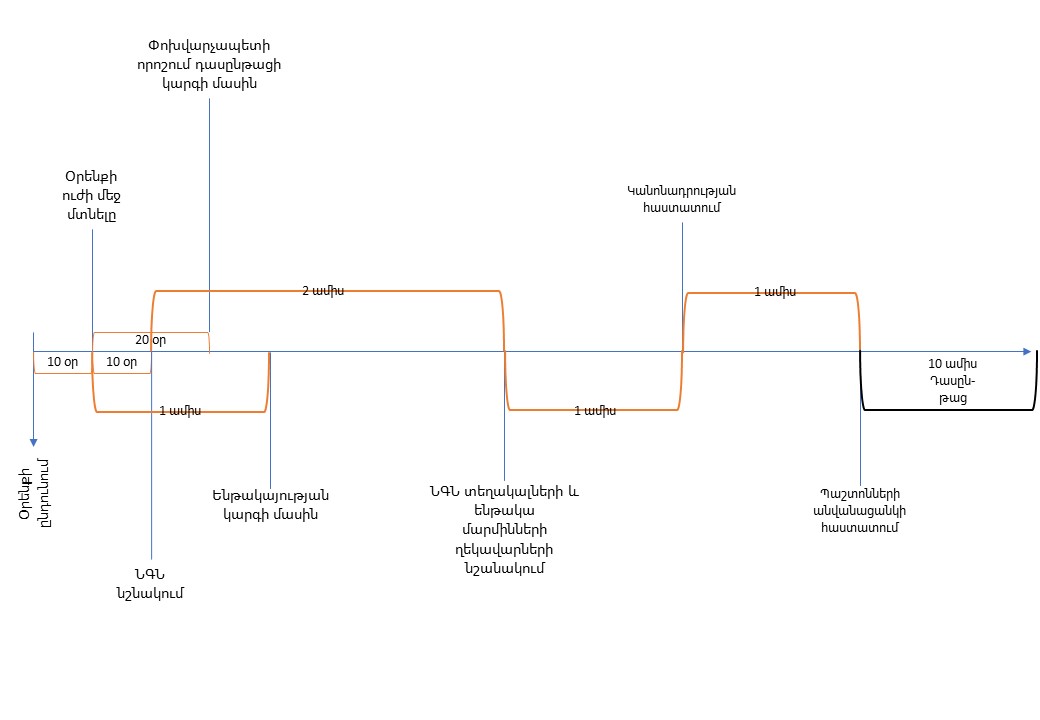 Փոխվարչապետի
որոշում դասընթացի
կարգի մասին
Օրենքի
ուժի մեջ
մտնելը
Կանոնադրության
հաստատում
2 ամիս
1 ամիս
20 օր
10 օր
10 օր
10 ամիս
Դասըն-
թաց
1 ամիս
1 ամիս
Օրենքի
ընդունում
Ենթակայության
կարգի մասին
ՆԳՆ տեղակալների և
ենթակա
մարմինների
ղեկավարների
նշանակում
Պաշտոնների
անվանացանկի
հաստատում
ՆԳՆ
նշնակում